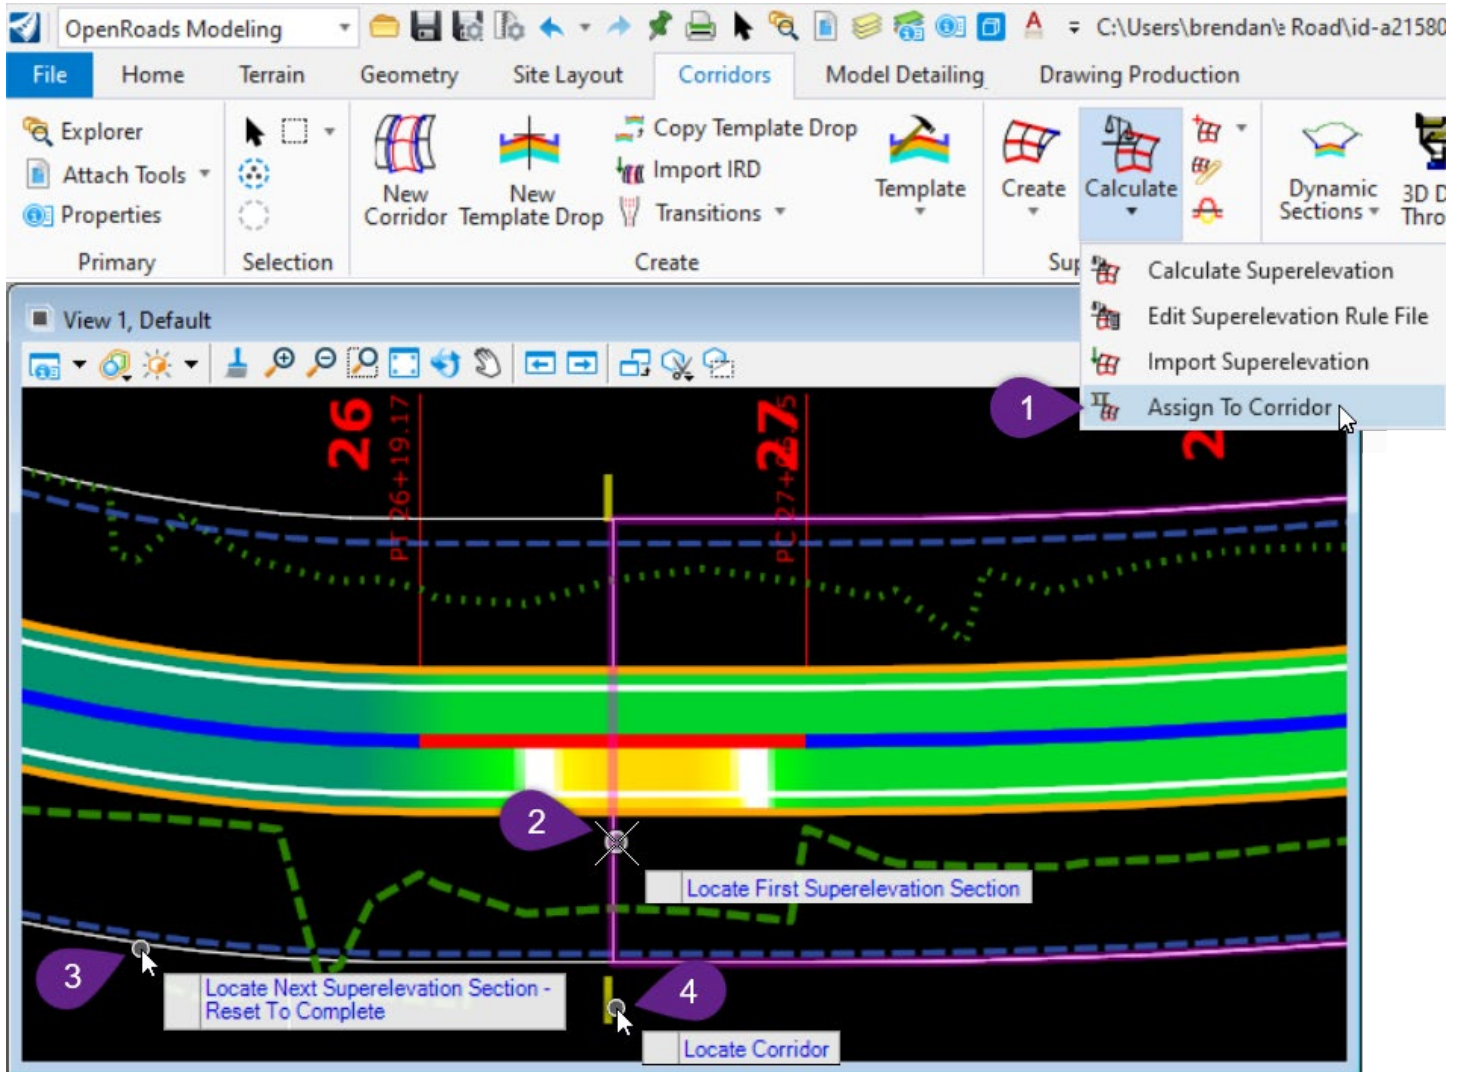 OpenRoads Modeling
C:\Users\brendan\e Road\id-a21580
File Home Terrain Geometry Site Layout Corridors Model Detailing Drawing Production
Explorer
Attach Tools
Properties
Primary
Selection
New Corridor
New Template Drop
Copy Template Drop
Import IRD
Transitions
Template
Create
Create
Calculate
Dynamic Sections
3D D
Thro
Sup
Calculate Superelevation
Edit Superelevation Rule File
Import Superelevation
1 Assign To Corridor
View 1, Default
26
PT 26+19.17
27
2
2
Locate First Superelevation Section
3
Locate Next Superelevation Section -
Reset To Complete
4
Locate Corridor